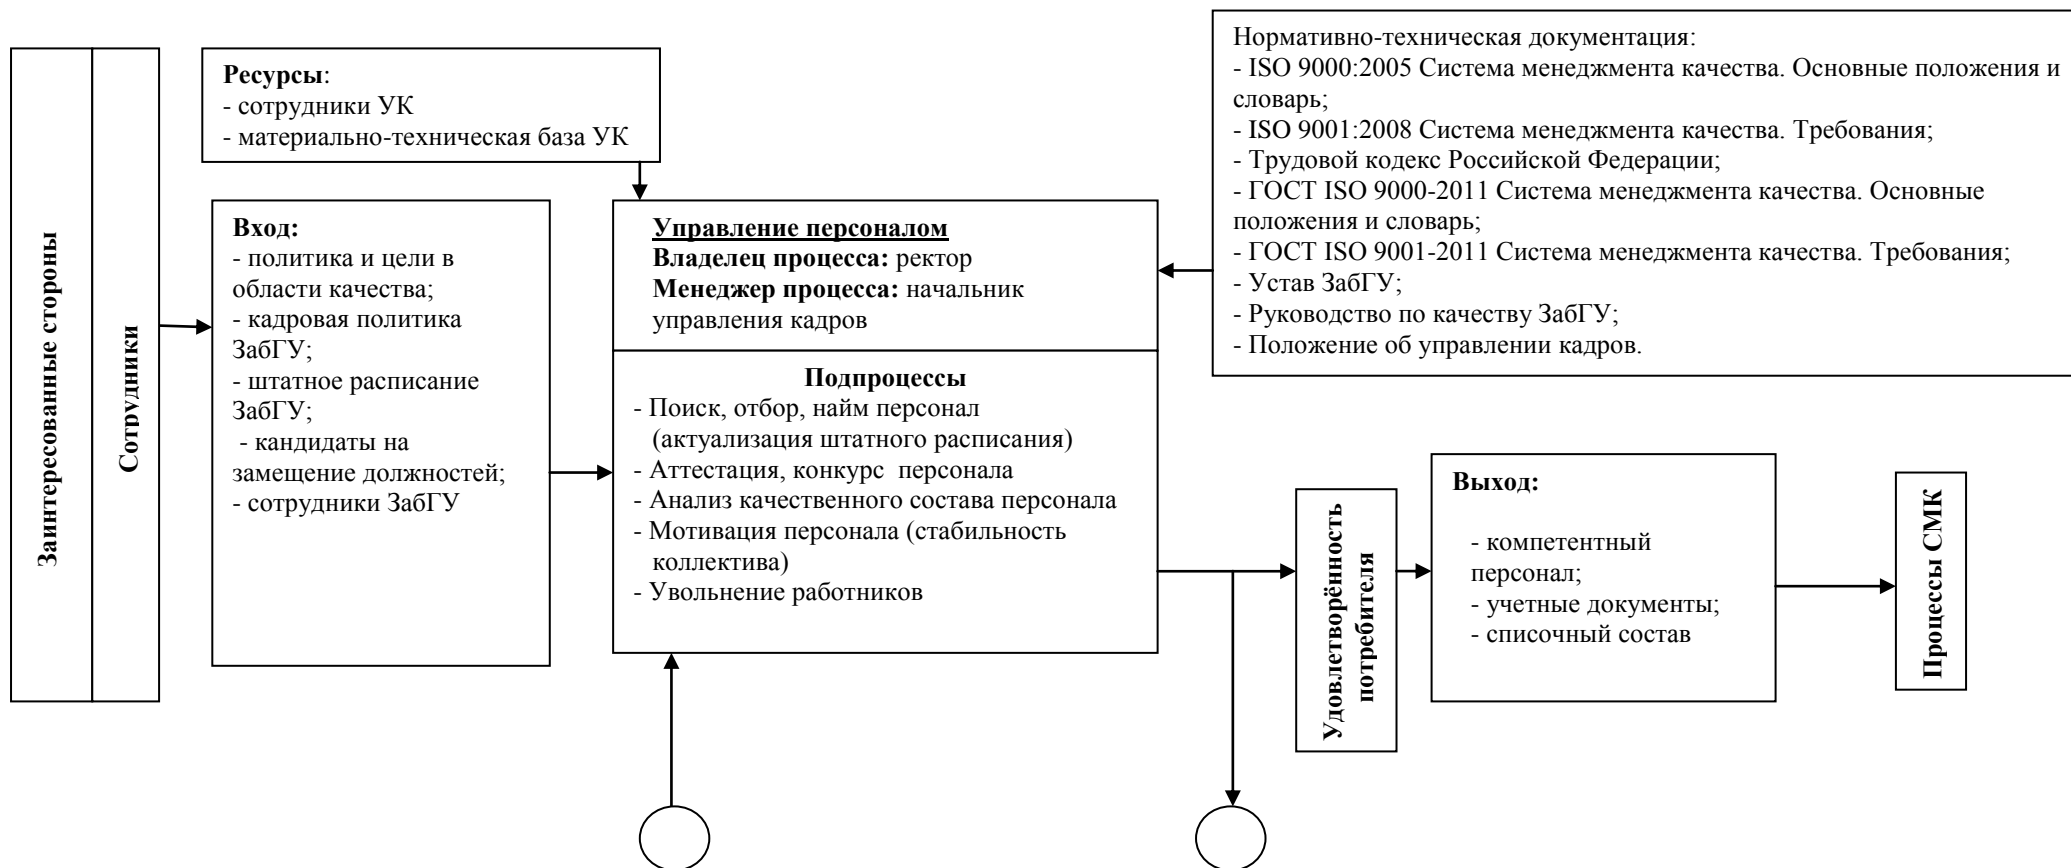 Заинтересованные стороны
Сотрудники
Ресурсы:
- сотрудники УК
- материально-техническая база УК
Вход:
- политика и цели в
области качества;
- кадровая политика
ЗабГУ;
- штатное расписание
ЗабГУ;
- кандидаты на
замещение должностей;
- сотрудники ЗабГУ
Управление персоналом
Владелец процесса: ректор
Менеджер процесса: начальник
управления кадров
Подпроцессы
- Поиск, отбор, найм персонал
(актуализация штатного расписания)
- Аттестация, конкурс персонала
- Анализ качественного состава персонала
- Мотивация персонала (стабильность
коллектива)
- Увольнение работников
Нормативно-техническая документация:
- ISO 9000:2005 Система менеджмента качества. Основные положения и
словарь;
- ISO 9001:2008 Система менеджмента качества. Требования;
- Трудовой кодекс Российской Федерации;
- ГОСТ ISO 9000-2011 Система менеджмента качества. Основные
положения и словарь;
- ГОСТ ISO 9001-2011 Система менеджмента качества. Требования;
- Устав ЗабГУ;
- Руководство по качеству ЗабГУ;
- Положение об управлении кадров.
Удовлетворённость
потребителя
Выход:
- компетентный
персонал;
- учетные документы;
- списочный состав
Процессы СМК